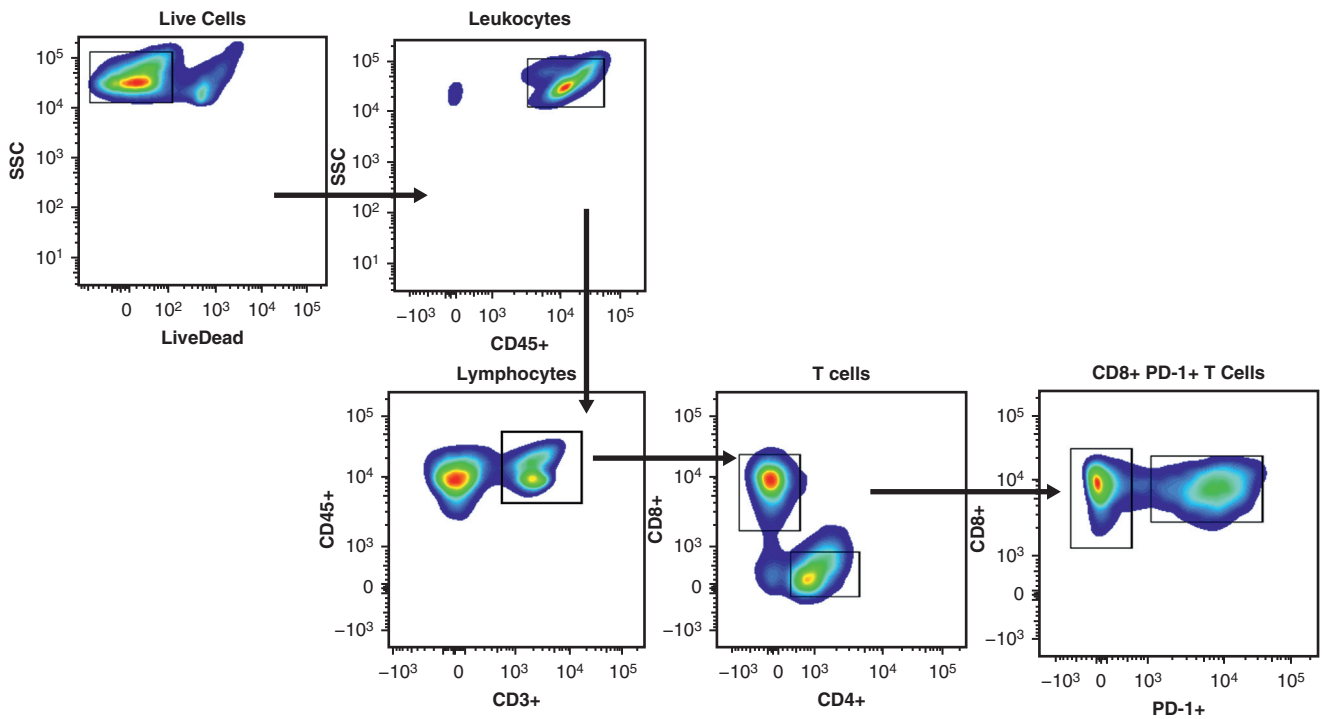 Live Cells
Leukocytes
SSC
10⁵
10⁴
10³
10²
10¹
0 10² 10³ 10⁴ 10⁵
LiveDead
SSC
10⁵
10⁴
10³
10²
10¹
−10³ 0 10³ 10⁴ 10⁵
CD45+
Lymphocytes
T cells
CD8+ PD-1+ T Cells
CD45+
10⁵
10⁴
10³
0
−10³
−10³ 0 10³ 10⁴ 10⁵
CD3+
CD8+
10⁵
10⁴
10³
0
−10³
−10³ 0 10³ 10⁴ 10⁵
CD4+
CD8+
10⁵
10⁴
10³
0
−10³
−10³ 0 10³ 10⁴ 10⁵
PD-1+